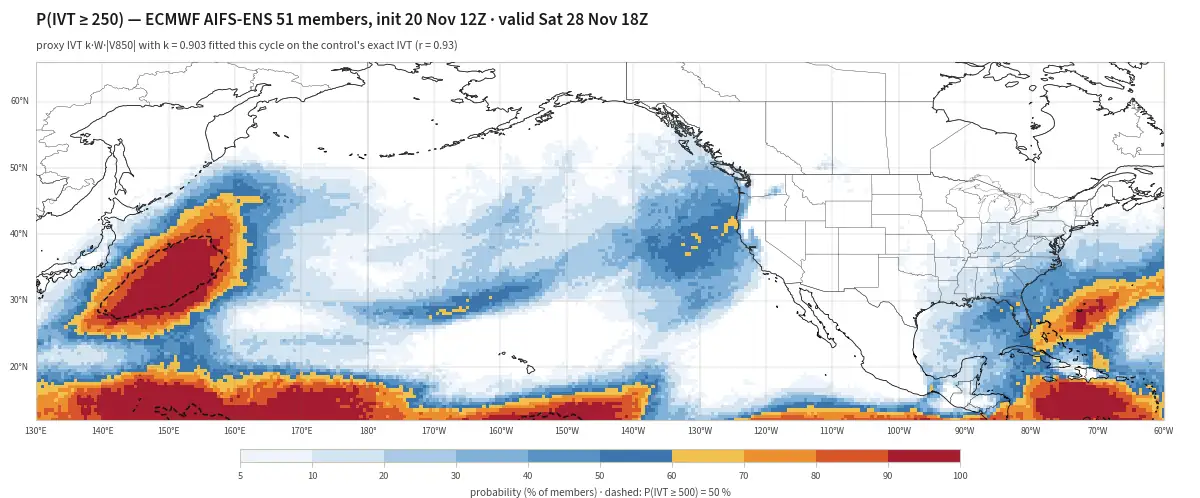 P(IVT ≥ 250) — ECMWF AIFS-ENS 51 members, init 20 Nov 12Z · valid Sat 28 Nov 18Z
proxy IVT k·W·|V850| with k = 0.903 fitted this cycle on the control's exact IVT (r = 0.93)
60°N
50°N
40°N
30°N
20°N
130°E 140°E 150°E 160°E 170°E 180° 170°W 160°W 150°W 140°W 130°W 120°W 110°W 100°W 90°W 80°W 70°W 60°W
5 10 20 30 40 50 60 70 80 90 100
probability (% of members) · dashed: P(IVT ≥ 500) = 50 %